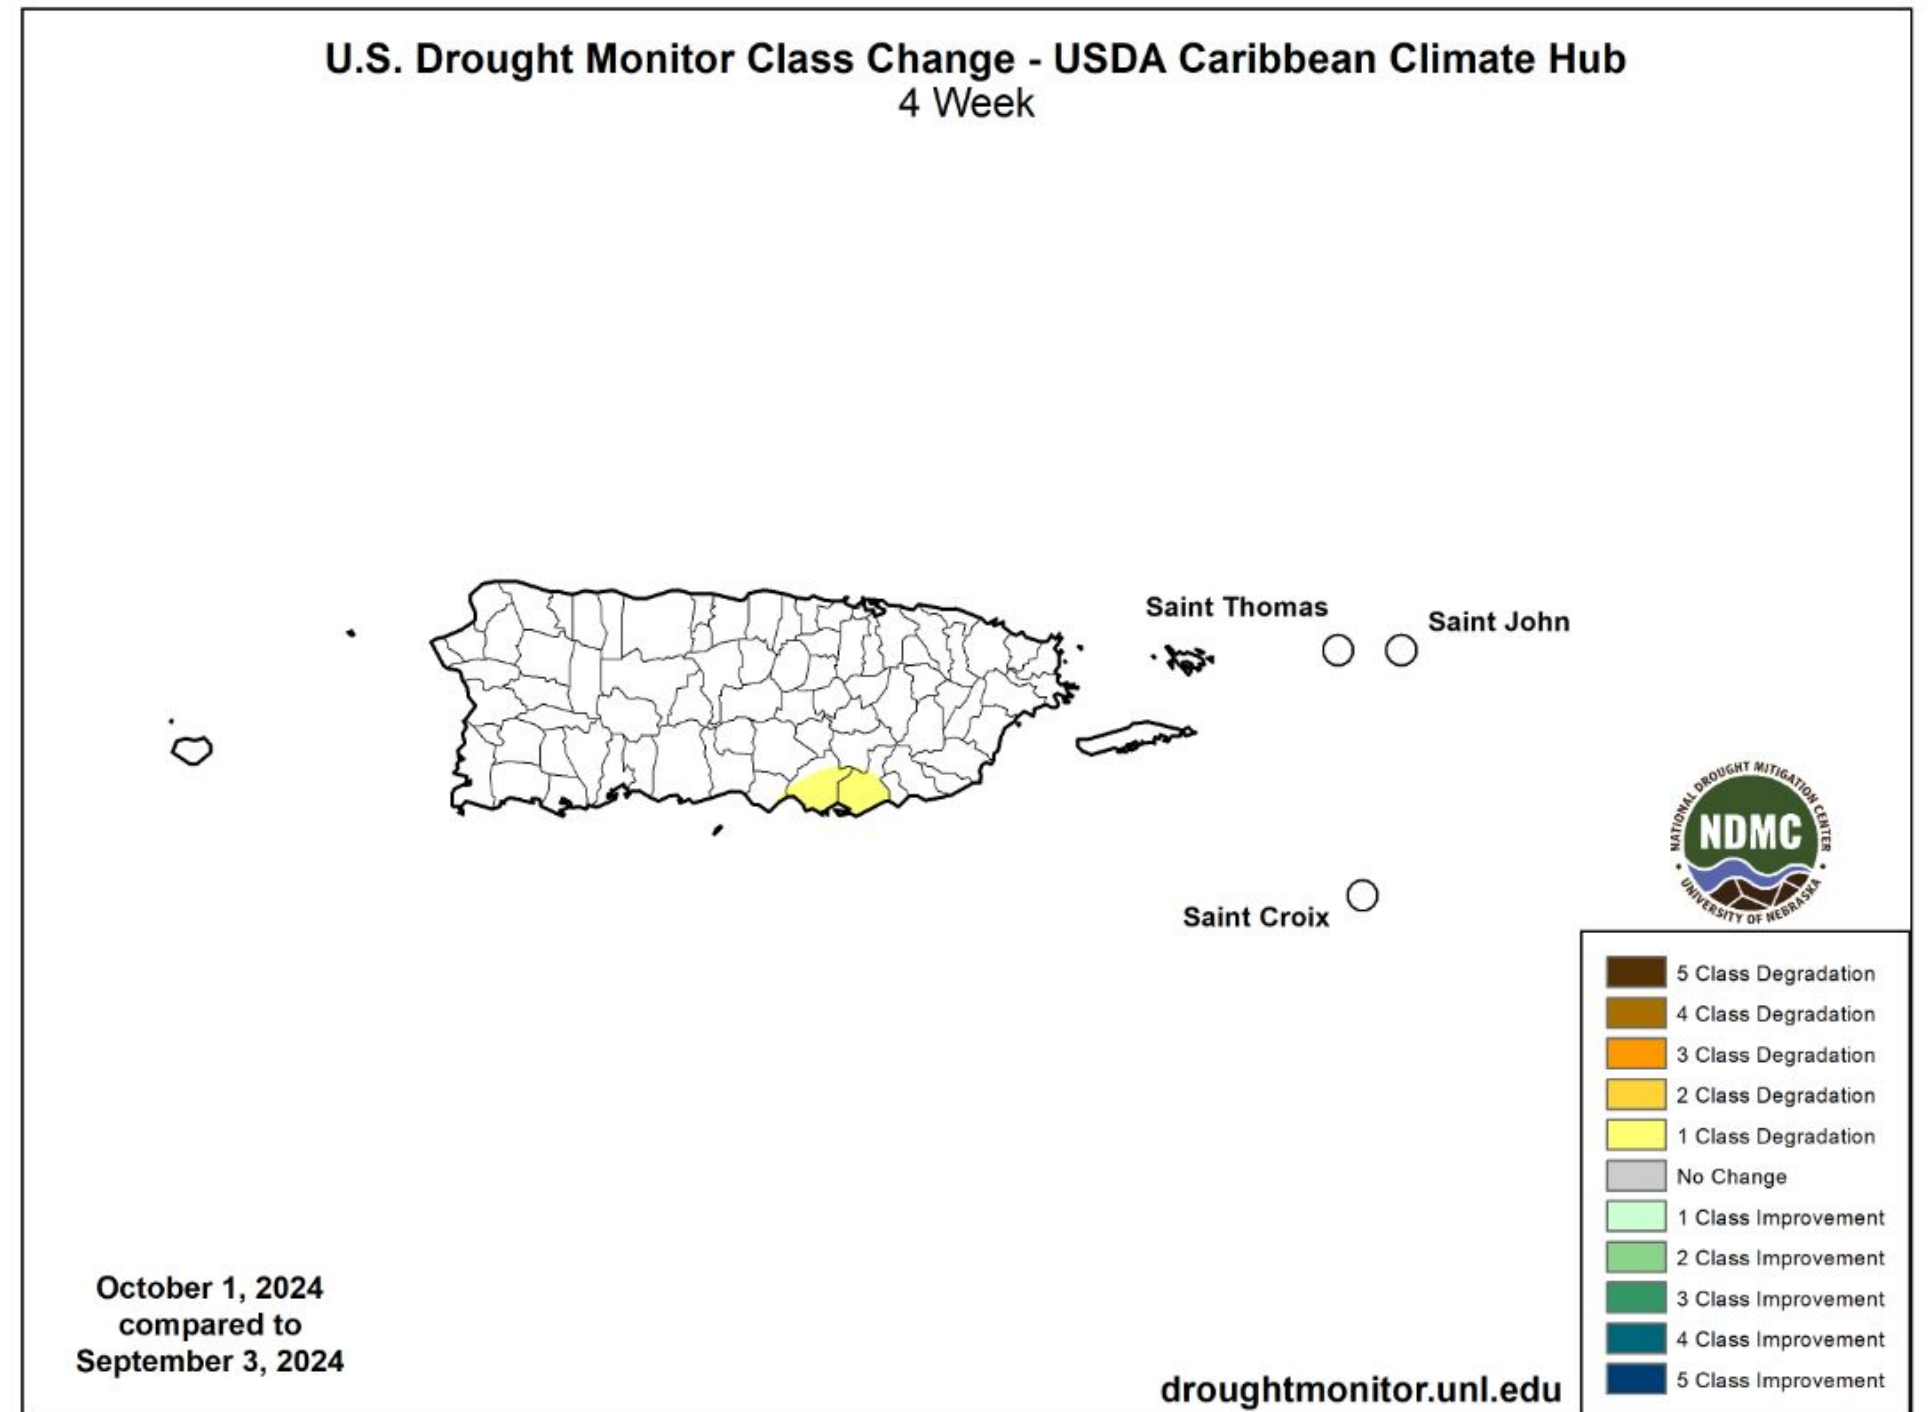 U.S. Drought Monitor Class Change - USDA Caribbean Climate Hub
4 Week
Saint Thomas
Saint John
Saint Croix
NATIONAL DROUGHT MITIGATION CENTER
NDMC
UNIVERSITY OF NEBRASKA
5 Class Degradation
4 Class Degradation
3 Class Degradation
2 Class Degradation
1 Class Degradation
No Change
1 Class Improvement
2 Class Improvement
3 Class Improvement
4 Class Improvement
5 Class Improvement
October 1, 2024
compared to
September 3, 2024
droughtmonitor.unl.edu